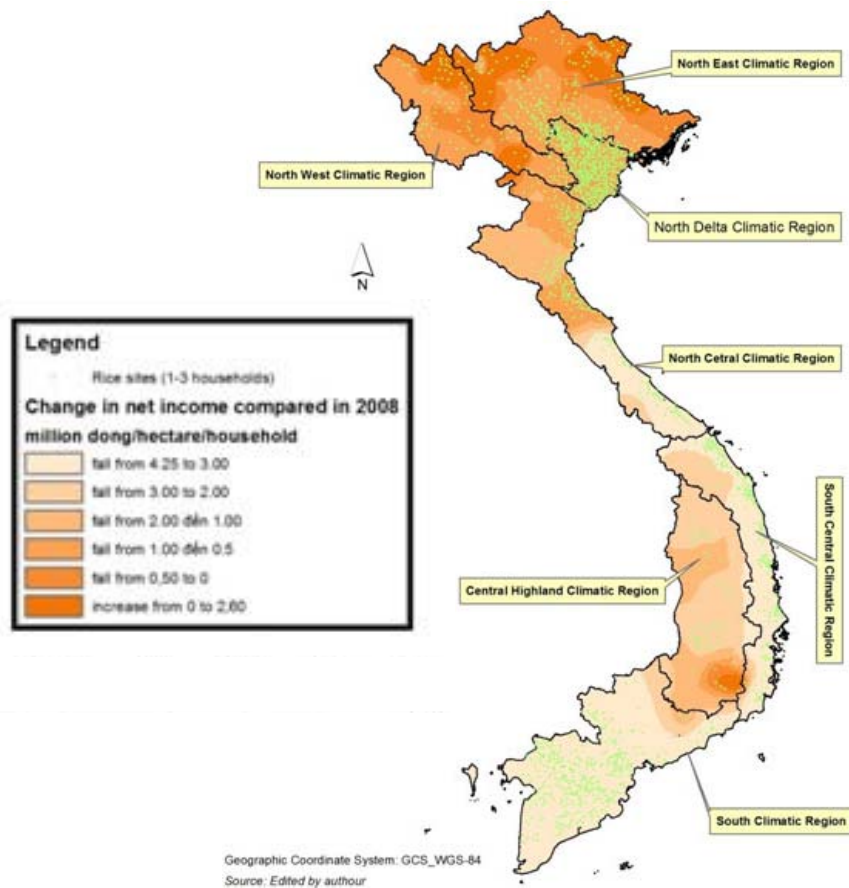 North East Climatic Region
North West Climatic Region
North Delta Climatic Region
N
Legend
Rice sites (1-3 households)
Change in net income compared in 2008
million dong/hectare/household
fall from 4.25 to 3.00
fall from 3.00 to 2.00
fall from 2.00 đến 1.00
fall from 1.00 đến 0.5
fall from 0,50 to 0
increase from 0 to 2,60
North Cetral Climatic Region
South Central Climatic Region
Central Highland Climatic Region
South Climatic Region
Geographic Coordinate System: GCS_WGS-84
Source: Edited by authour